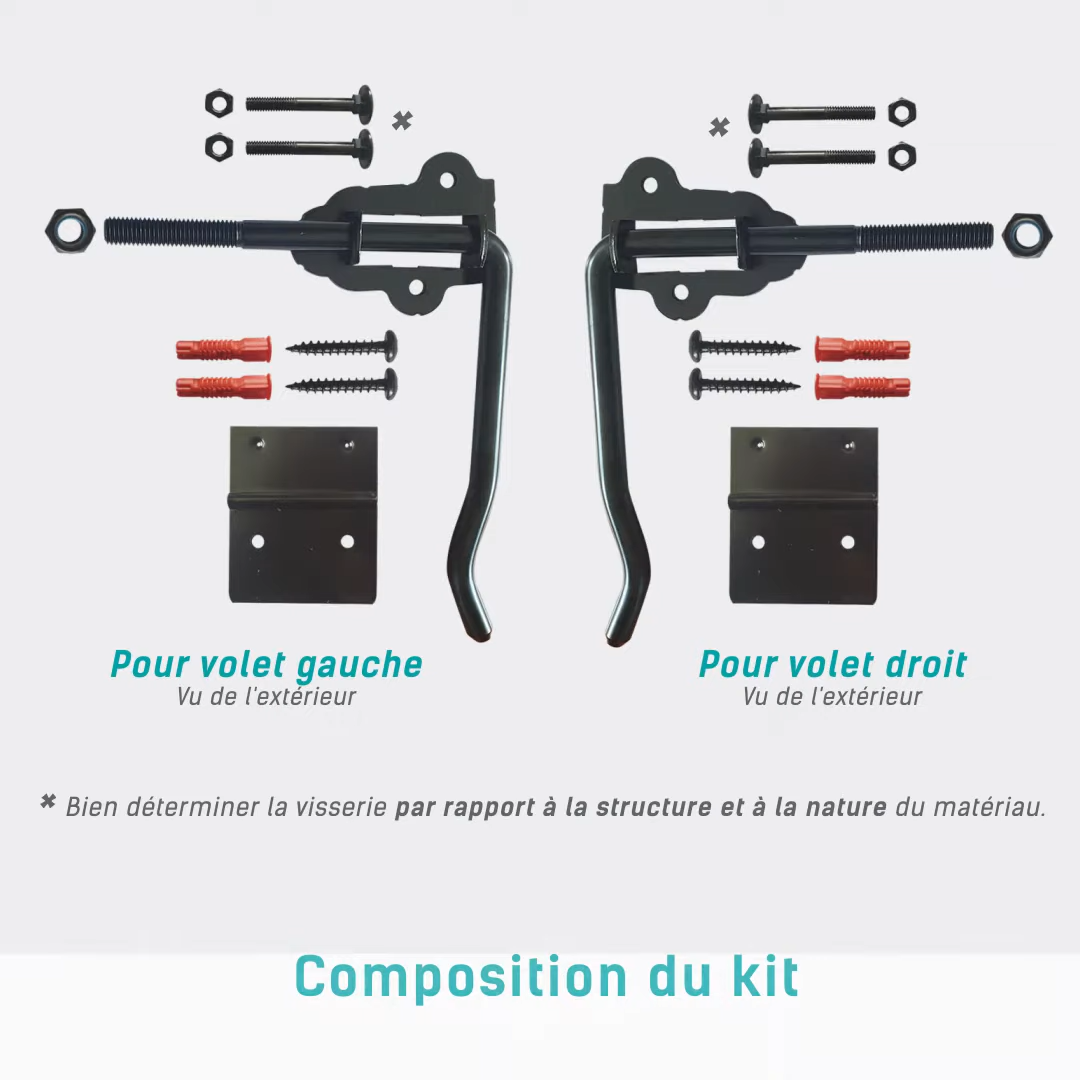 Pour volet gauche
Vu de l'extérieur
Pour volet droit
Vu de l'extérieur
✖ Bien déterminer la visserie par rapport à la structure et à la nature du matériau.
Composition du kit